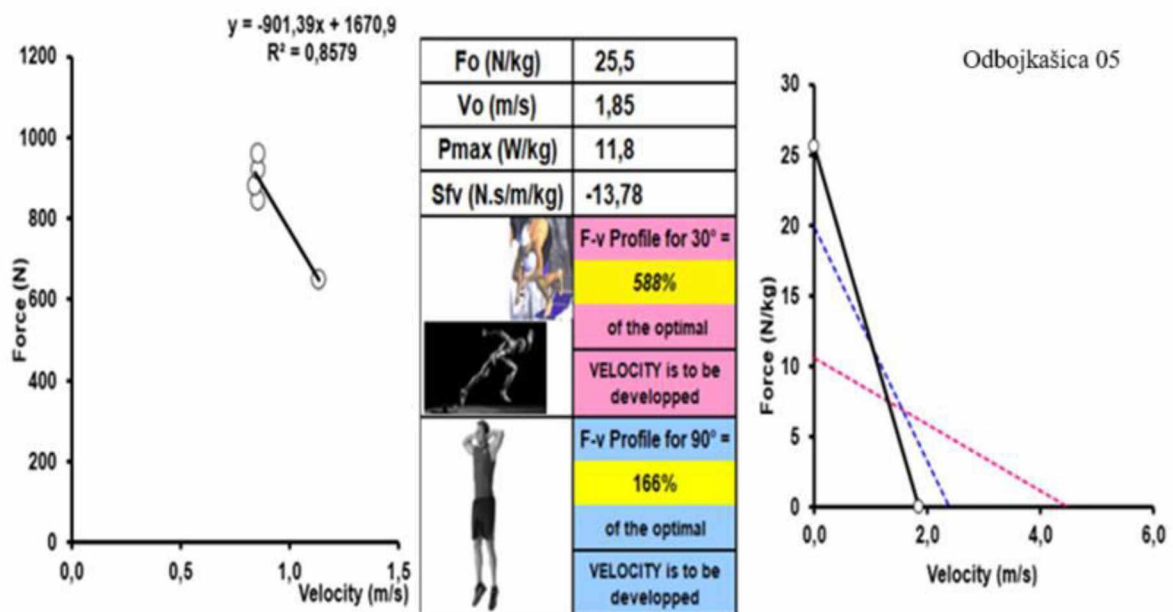 y = -901,39x + 1670,9
R² = 0,8579
1200
1000
800
600
400
200
0
Force (N)
0,0
0,5
1,0
1,5
Velocity (m/s)
Fo (N/kg) 25,5
Vo (m/s) 1,85
Pmax (W/kg) 11,8
Sfv (N.s/m/kg) -13,78
F-v Profile for 30° =
588%
of the optimal
VELOCITY is to be
developped
F-v Profile for 90° =
166%
of the optimal
VELOCITY is to be
developped
Odbojkašica 05
30
25
20
15
10
5
0
Force (N/kg)
0,0
2,0
4,0
6,0
Velocity (m/s)